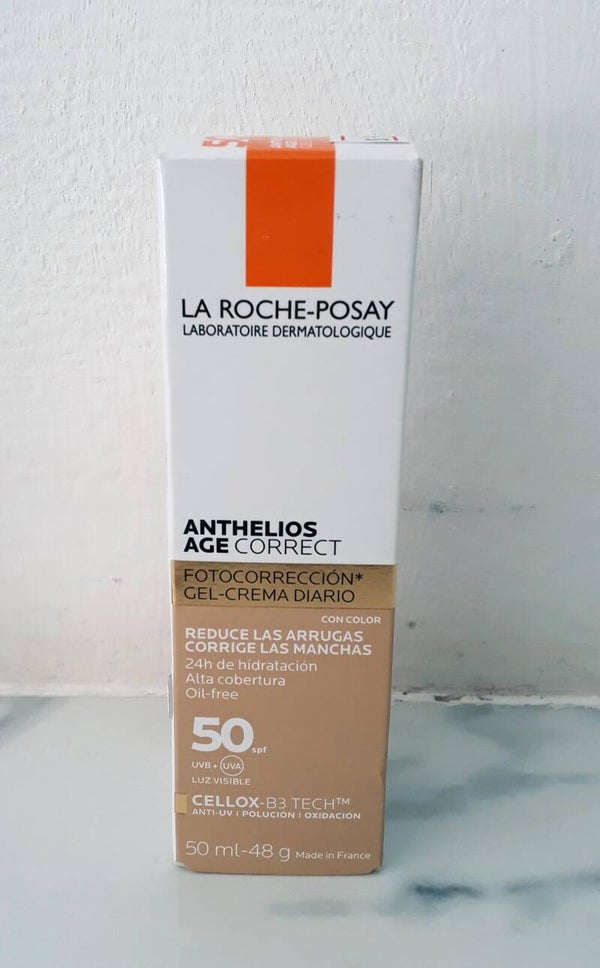 ANTHELIOS
AGE
LA ROCHE-POSAY
LABORATOIRE DERMATOLOGIQUE
ANTHELIOS
AGE CORRECT
FOTOCORRECCIÓN*
GEL-CREMA DIARIO
CON COLOR
REDUCE LAS ARRUGAS
CORRIGE LAS MANCHAS
24h de hidratación
Alta cobertura
Oil-free
50 spf
UVB + UVA
LUZ VISIBLE
CELLOX-B3 TECH™
ANTI-UV | POLUCIÓN | OXIDACIÓN
50 ml-48 g Made in France